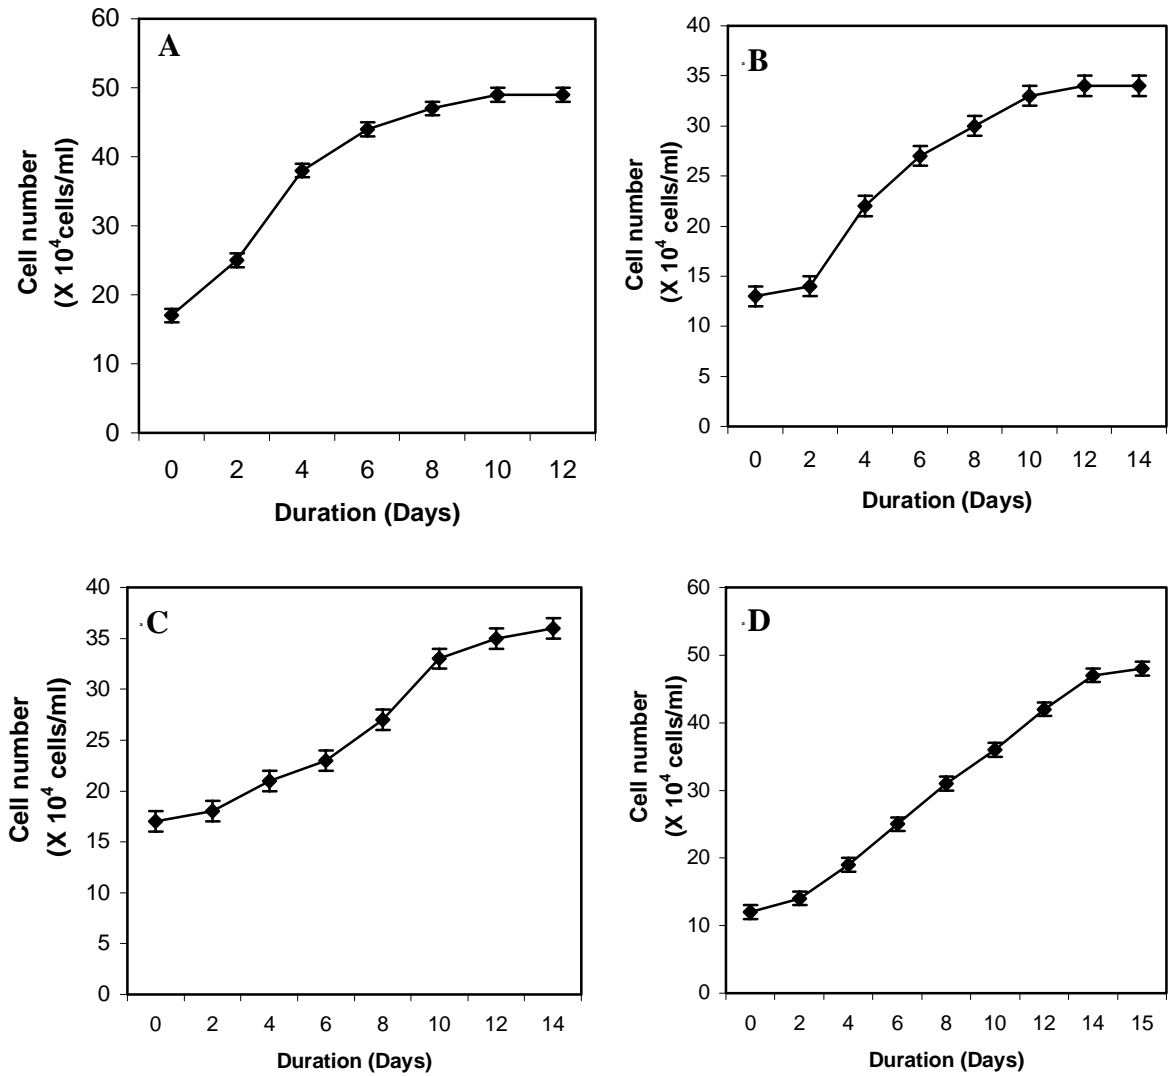 A
60
50
40
30
20
10
0
0 2 4 6 8 10 12
Duration (Days)
Cell number
(X 10⁴cells/ml)
B
40
35
30
25
20
15
10
5
0
0 2 4 6 8 10 12 14
Duration (Days)
Cell number
(X 10⁴ cells/ml)
C
40
35
30
25
20
15
10
5
0
0 2 4 6 8 10 12 14
Duration (Days)
Cell number
(X 10⁴ cells/ml)
D
60
50
40
30
20
10
0
0 2 4 6 8 10 12 14 15
Duration (Days)
Cell number
(X 10⁴ cells/ml)